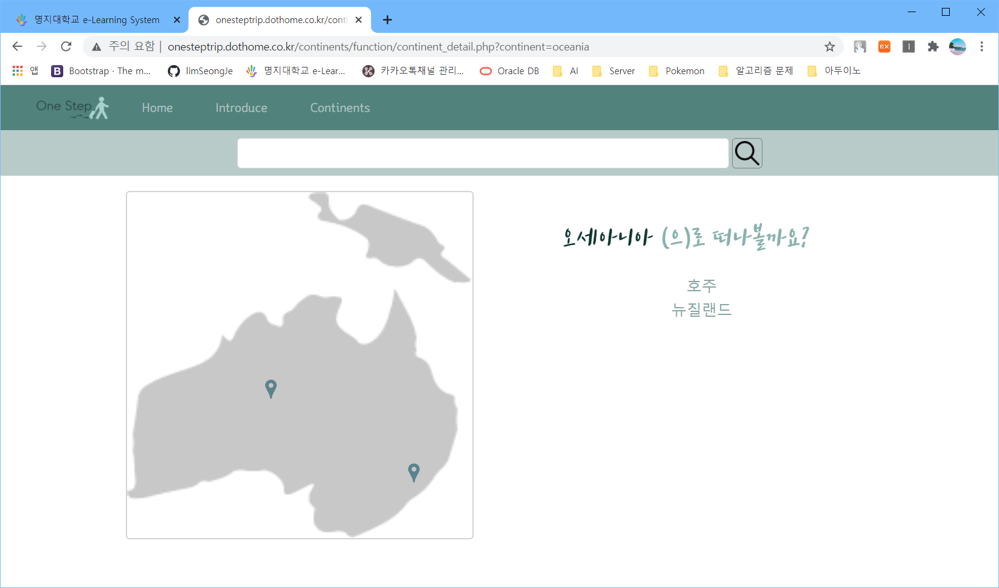 명지대학교 e-Learning System
onesteptrip.dothome.co.kr/conti
주의 요함 | onesteptrip.dothome.co.kr/continents/function/continent_detail.php?continent=oceania
EX
앱 Bootstrap · The m... limSeongJe 명지대학교 e-Lear... 카카오톡채널 관리... Oracle DB AI Server Pokemon 알고리즘 문제 아두이노
One Step Home Introduce Continents
오세아니아 (으)로 떠나볼까요?
호주
뉴질랜드